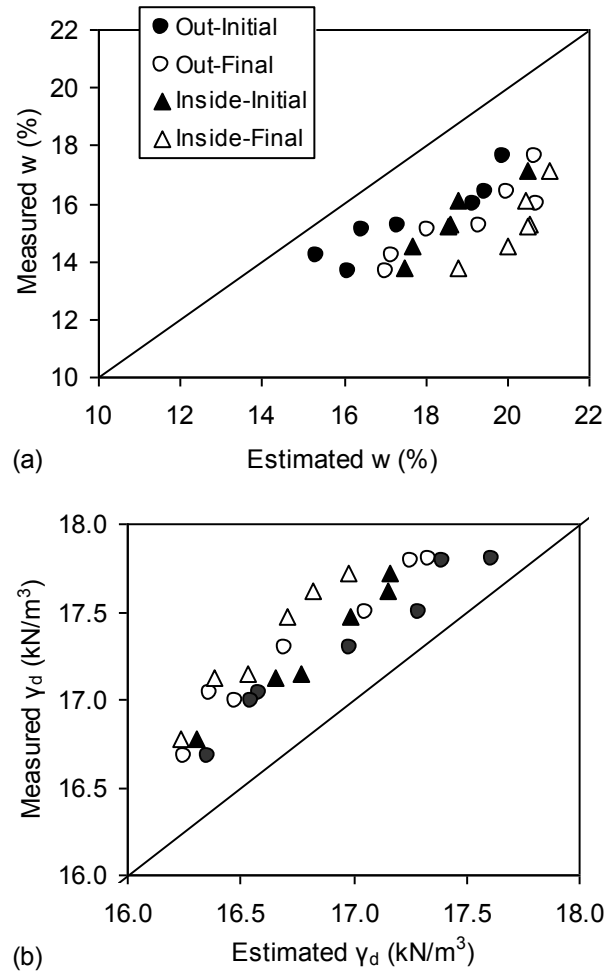 22
20
18
16
14
12
10
Measured w (%)
Out-Initial
Out-Final
Inside-Initial
Inside-Final
10 12 14 16 18 20 22
(a) Estimated w (%)
18.0
17.5
17.0
16.5
16.0
Measured γd (kN/m³)
16.0 16.5 17.0 17.5 18.0
(b) Estimated γd (kN/m³)